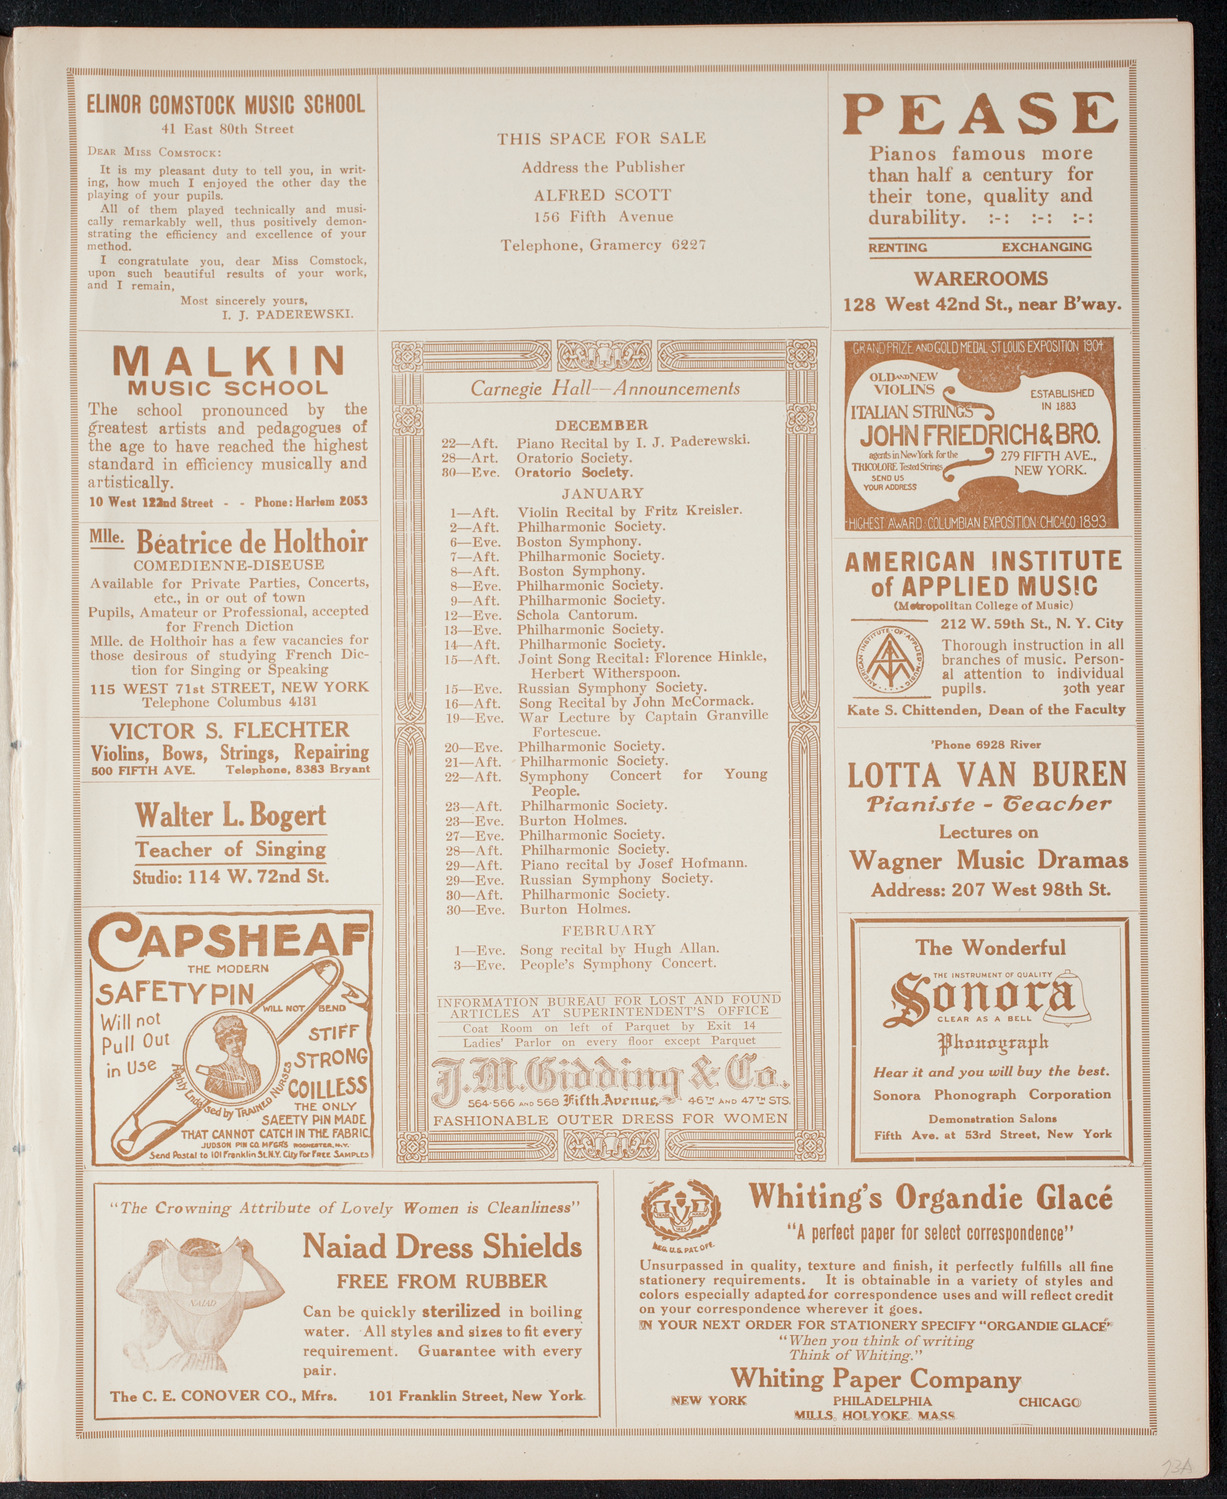 ELINOR COMSTOCK MUSIC SCHOOL
41 East 80th Street
DEAR MISS COMSTOCK:
It is my pleasant duty to tell you, in writ-
ing, how much I enjoyed the other day the
playing of your pupils.
All of them played technically and musi-
cally remarkably well, thus positively demon-
strating the efficiency and excellence of your
method.
I congratulate you, dear Miss Comstock,
upon such beautiful results of your work,
and I remain,
Most sincerely yours,
I. J. PADEREWSKI.
MALKIN
MUSIC SCHOOL
The school pronounced by the
greatest artists and pedagogues of
the age to have reached the highest
standard in efficiency musically and
artistically.
10 West 122nd Street - - Phone: Harlem 2053
Mlle. Béatrice de Holthoir
COMEDIENNE-DISEUSE
Available for Private Parties, Concerts,
etc., in or out of town
Pupils, Amateur or Professional, accepted
for French Diction
Mlle. de Holthoir has a few vacancies for
those desirous of studying French Dic-
tion for Singing or Speaking
115 WEST 71st STREET, NEW YORK
Telephone Columbus 4131
VICTOR S. FLECHTER
Violins, Bows, Strings, Repairing
500 FIFTH AVE. Telephone, 8383 Bryant
Walter L. Bogert
Teacher of Singing
Studio: 114 W. 72nd St.
CAPSHEAF
THE MODERN
SAFETY PIN
WILL NOT BEND
Will not
Pull Out
in Use
STIFF
STRONG
COILLESS
Highly Endorsed by TRAINED NURSES
THE ONLY
SAFETY PIN MADE
THAT CANNOT CATCH IN THE FABRIC.
JUDSON PIN CO. MFGRS ROCHESTER, N.Y.
Send Postal to 101 Franklin St. N.Y. City for FREE SAMPLES
THIS SPACE FOR SALE
Address the Publisher
ALFRED SCOTT
156 Fifth Avenue
Telephone, Gramercy 6227
Carnegie Hall—Announcements
DECEMBER
22—Aft. Piano Recital by I. J. Paderewski.
28—Art. Oratorio Society.
30—Eve. Oratorio Society.
JANUARY
1—Aft. Violin Recital by Fritz Kreisler.
2—Aft. Philharmonic Society.
6—Eve. Boston Symphony.
7—Aft. Philharmonic Society.
8—Aft. Boston Symphony.
8—Eve. Philharmonic Society.
9—Aft. Philharmonic Society.
12—Eve. Schola Cantorum.
13—Eve. Philharmonic Society.
14—Aft. Philharmonic Society.
15—Aft. Joint Song Recital: Florence Hinkle,
Herbert Witherspoon.
15—Eve. Russian Symphony Society.
16—Aft. Song Recital by John McCormack.
19—Eve. War Lecture by Captain Granville
Fortescue.
20—Eve. Philharmonic Society.
21—Aft. Philharmonic Society.
22—Aft. Symphony Concert for Young
People.
23—Aft. Philharmonic Society.
23—Eve. Burton Holmes.
27—Eve. Philharmonic Society.
28—Aft. Philharmonic Society.
29—Aft. Piano recital by Josef Hofmann.
29—Eve. Russian Symphony Society.
30—Aft. Philharmonic Society.
30—Eve. Burton Holmes.
FEBRUARY
1—Eve. Song recital by Hugh Allan.
3—Eve. People's Symphony Concert.
INFORMATION BUREAU FOR LOST AND FOUND
ARTICLES AT SUPERINTENDENT'S OFFICE
Coat Room on left of Parquet by Exit 14
Ladies' Parlor on every floor except Parquet
J. M. Gidding & Co.
564-566 AND 568 Fifth Avenue, 46TH AND 47TH STS.
FASHIONABLE OUTER DRESS FOR WOMEN
PEASE
Pianos famous more
than half a century for
their tone, quality and
durability. :-: :-: :-:
RENTING EXCHANGING
WAREROOMS
128 West 42nd St., near B'way.
GRAND PRIZE AND GOLD MEDAL ST LOUIS EXPOSITION 1904
OLD AND NEW
VIOLINS
ESTABLISHED
IN 1883
ITALIAN STRINGS
JOHN FRIEDRICH & BRO.
agents in New York for the
TRICOLORE Tested Strings
279 FIFTH AVE.,
NEW YORK.
SEND US
YOUR ADDRESS
HIGHEST AWARD · COLUMBIAN EXPOSITION · CHICAGO 1893
AMERICAN INSTITUTE
of APPLIED MUSIC
(Metropolitan College of Music)
212 W. 59th St., N. Y. City
AMERICAN·INSTITUTE·OF·APPLIED·MUSIC
Thorough instruction in all
branches of music. Person-
al attention to individual
pupils. 30th year
Kate S. Chittenden, Dean of the Faculty
'Phone 6928 River
LOTTA VAN BUREN
Pianiste - Teacher
Lectures on
Wagner Music Dramas
Address: 207 West 98th St.
The Wonderful
THE INSTRUMENT OF QUALITY
Sonora
CLEAR AS A BELL
Phonograph
Hear it and you will buy the best.
Sonora Phonograph Corporation
Demonstration Salons
Fifth Ave. at 53rd Street, New York
"The Crowning Attribute of Lovely Women is Cleanliness"
NAIAD
Naiad Dress Shields
FREE FROM RUBBER
Can be quickly sterilized in boiling
water. All styles and sizes to fit every
requirement. Guarantee with every
pair.
The C. E. CONOVER CO., Mfrs. 101 Franklin Street, New York.
TRADE MARK
REG. U.S. PAT. OFF.
Whiting's Organdie Glacé
"A perfect paper for select correspondence"
Unsurpassed in quality, texture and finish, it perfectly fulfills all fine
stationery requirements. It is obtainable in a variety of styles and
colors especially adapted for correspondence uses and will reflect credit
on your correspondence wherever it goes.
IN YOUR NEXT ORDER FOR STATIONERY SPECIFY "ORGANDIE GLACÉ"
"When you think of writing
Think of Whiting."
Whiting Paper Company
NEW YORK PHILADELPHIA CHICAGO
MILLS, HOLYOKE, MASS.
73A